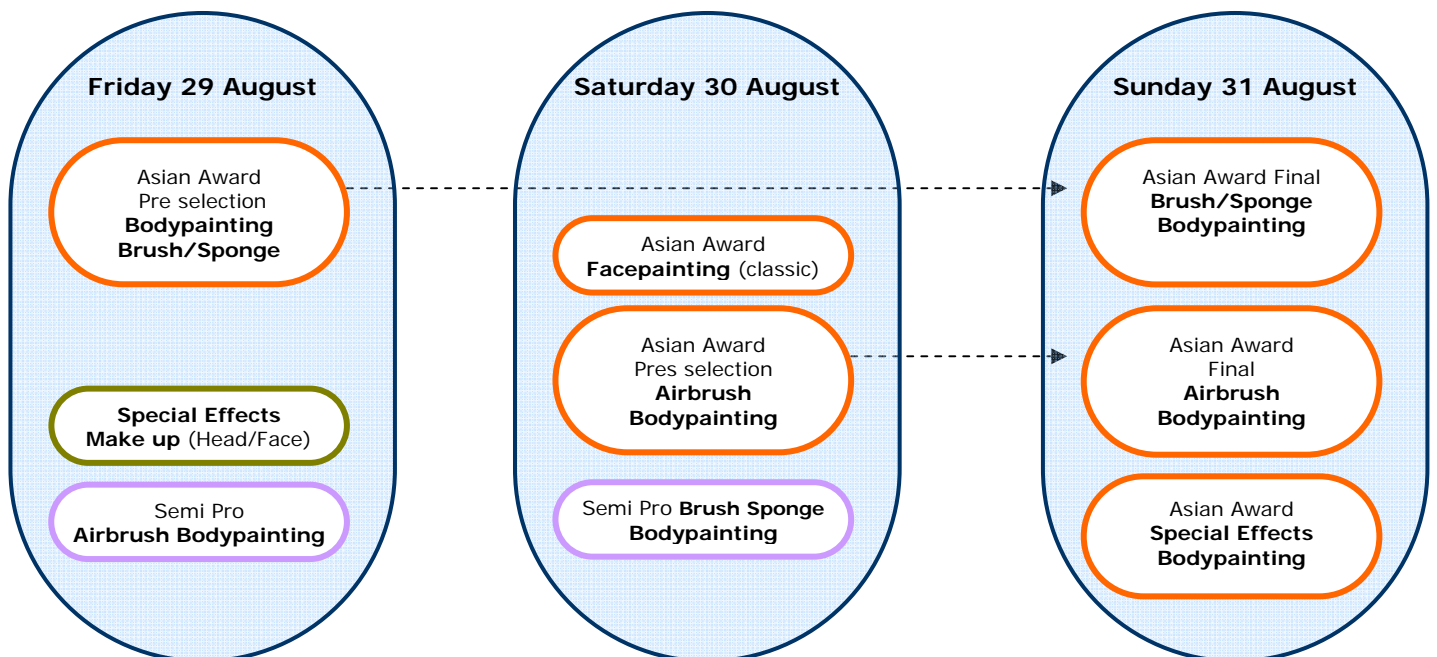 Friday 29 August
Asian Award
Pre selection
Bodypainting
Brush/Sponge
Special Effects
Make up (Head/Face)
Semi Pro
Airbrush Bodypainting
Saturday 30 August
Asian Award
Facepainting (classic)
Asian Award
Pres selection
Airbrush
Bodypainting
Semi Pro Brush Sponge
Bodypainting
Sunday 31 August
Asian Award Final
Brush/Sponge
Bodypainting
Asian Award
Final
Airbrush
Bodypainting
Asian Award
Special Effects
Bodypainting